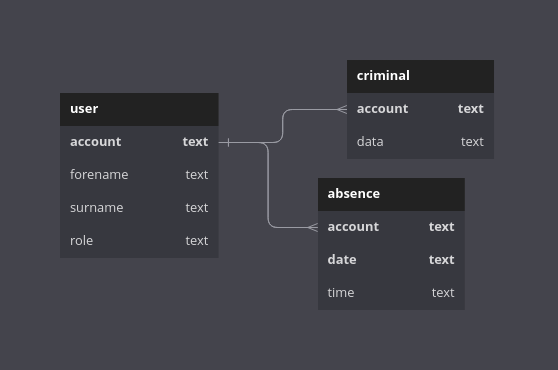 user
account text
forename text
surname text
role text
criminal
account text
data text
absence
account text
date text
time text